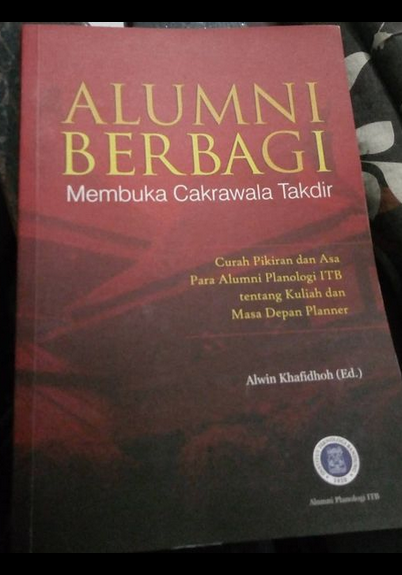 ALUMNI
BERBAGI
Membuka Cakrawala Takdir
Curah Pikiran dan Asa
Para Alumni Planologi ITB
tentang Kuliah dan
Masa Depan Planner
Alwin Khafidhoh (Ed.)
1920
Alumni Planologi ITB